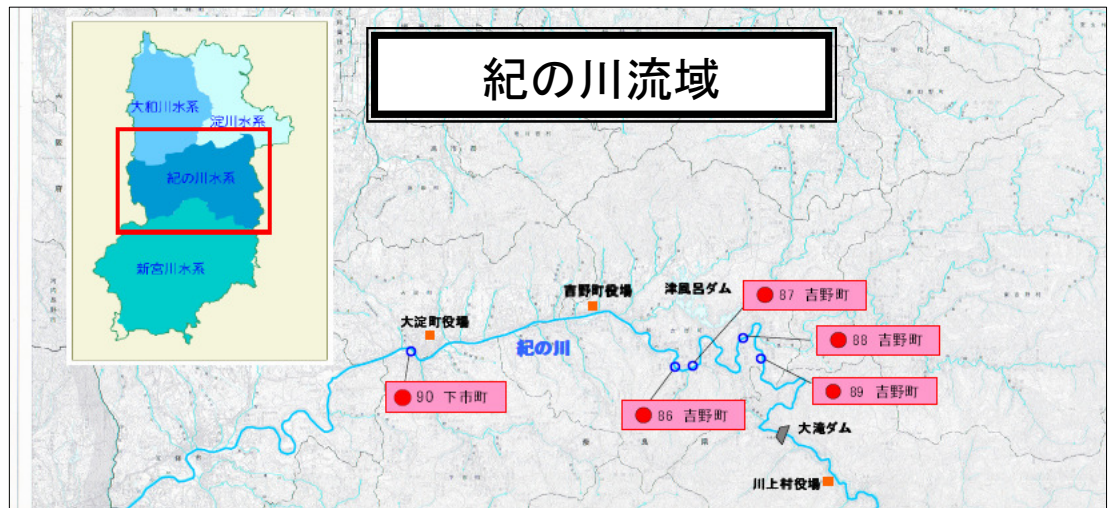 紀の川流域
大和川水系
淀川水系
紀の川水系
新宮川水系
吉野町役場
津風呂ダム
87 吉野町
大淀町役場
紀の川
88 吉野町
90 下市町
86 吉野町
89 吉野町
大滝ダム
川上村役場